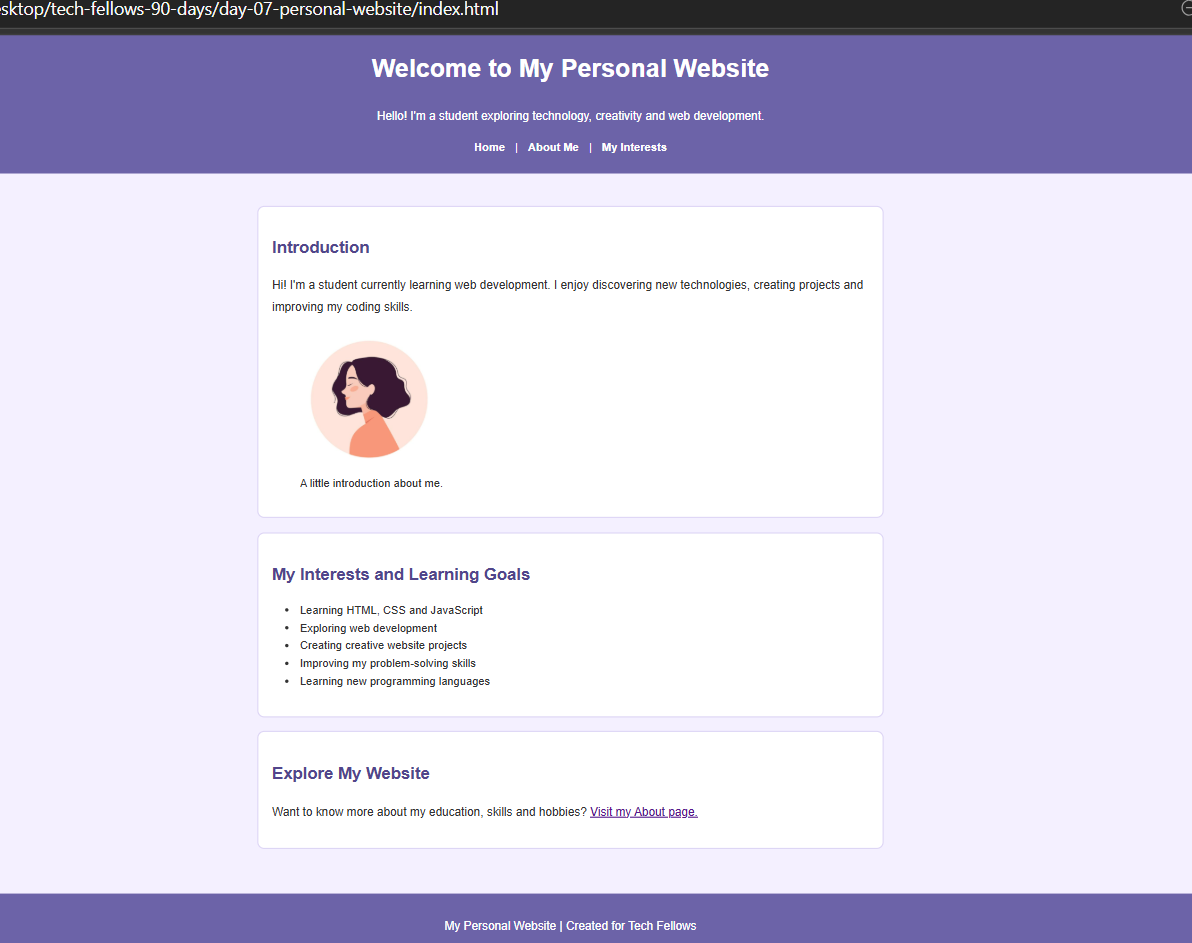 sktop/tech-fellows-90-days/day-07-personal-website/index.html
Welcome to My Personal Website
Hello! I'm a student exploring technology, creativity and web development.
Home | About Me | My Interests
Introduction
Hi! I'm a student currently learning web development. I enjoy discovering new technologies, creating projects and
improving my coding skills.
A little introduction about me.
My Interests and Learning Goals
• Learning HTML, CSS and JavaScript
• Exploring web development
• Creating creative website projects
• Improving my problem-solving skills
• Learning new programming languages
Explore My Website
Want to know more about my education, skills and hobbies? Visit my About page.
My Personal Website | Created for Tech Fellows